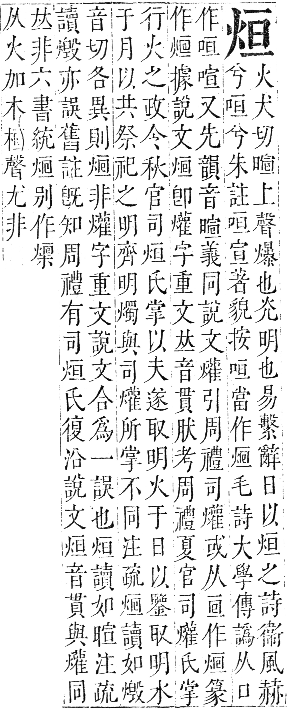 烜火犬切暄上聲爆也光明也易繫辭日以烜之詩衞風赫
兮咺兮朱註咺宣著貌按咺當作烜毛詩大學傳譌从口
作咺喧又先韻音暄義同說文爟引周禮司爟或从亘作烜篆
作烜據說文烜卽爟字重文𠀤音貫肰考周禮夏官司爟氏掌
行火之政令秋官司烜氏掌以夫遂取明火于日以鑒取明水
于月以共祭祀之明齊明燭與司爟所掌不同注疏烜讀如燬
音切各異則烜非爟字重文說文合為一誤也烜讀如暄注疏
讀燬亦誤舊註旣知周禮有司烜氏復沿說文烜音貫與爟同
𠀤非六書統烜别作
从火加木聲尤非